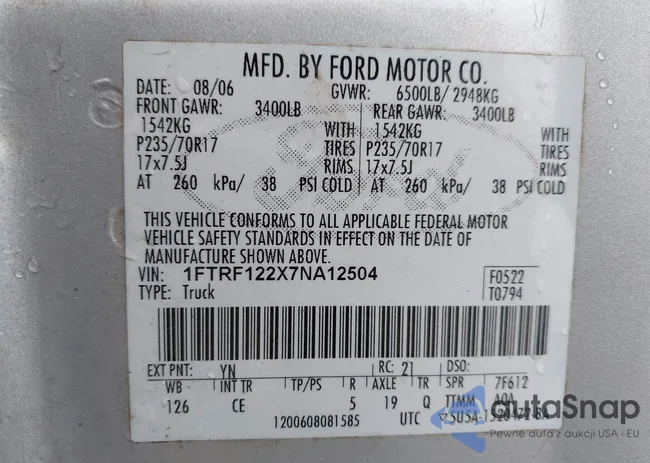 MFD. BY FORD MOTOR CO.
DATE: 08/06 GVWR: 6500LB/ 2948KG
FRONT GAWR: 3400LB REAR GAWR: 3400LB
1542KG WITH 1542KG WITH
P235/70R17 TIRES P235/70R17 TIRES
17x7.5J RIMS 17x7.5J RIMS
AT 260 kPa/ 38 PSI COLD AT 260 kPa/ 38 PSI COLD
THIS VEHICLE CONFORMS TO ALL APPLICABLE FEDERAL MOTOR
VEHICLE SAFETY STANDARDS IN EFFECT ON THE DATE OF
MANUFACTURE SHOWN ABOVE.
VIN: 1FTRF122X7NA12504 F0522
TYPE: Truck T0794
EXT PNT: YN RC: 21 DSO:
WB INT TR TP/PS R AXLE TR SPR 7F612
126 CE 5 19 Q TTMM AOA
1200608081585 UTC
autoSnap
Pewne auta z aukcji USA i EU